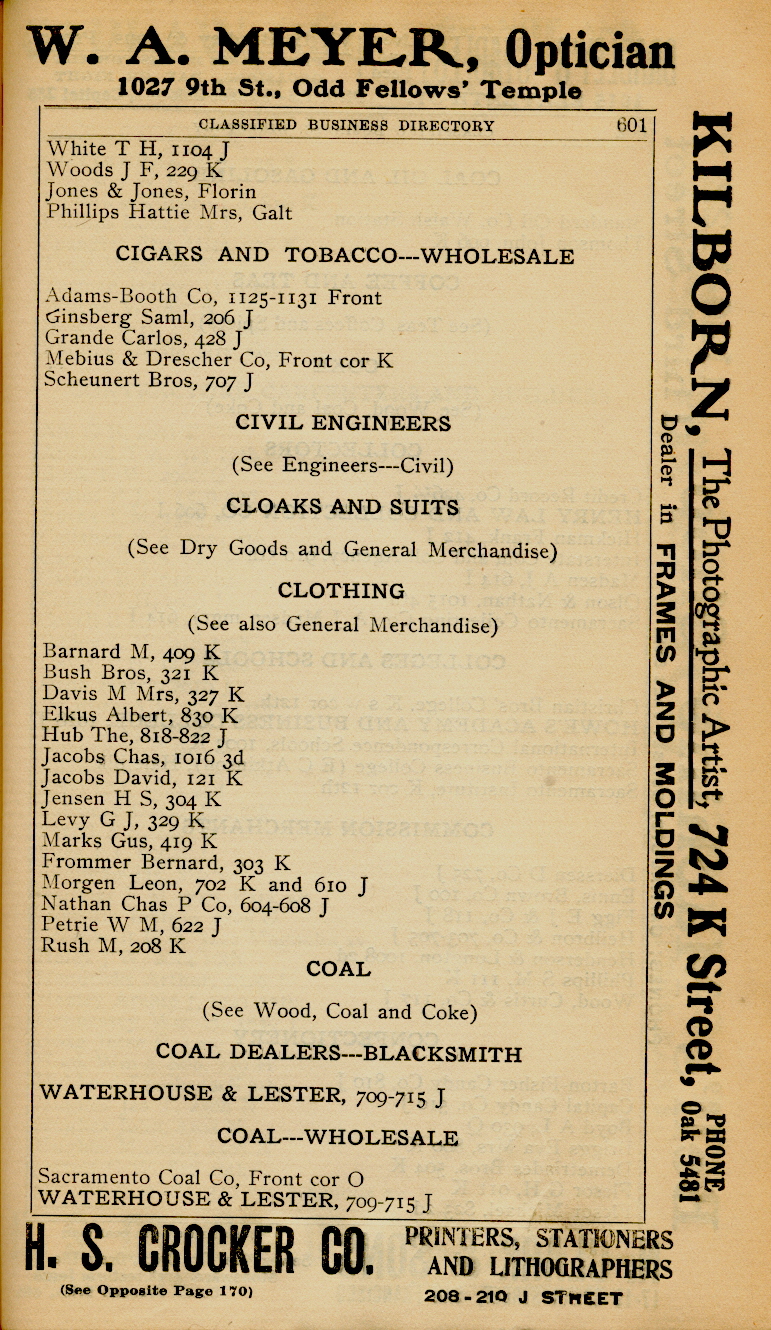 W. A. MEYER, Optician
1027 9th St., Odd Fellows' Temple
CLASSIFIED BUSINESS DIRECTORY 601
White T H, 1104 J
Woods J F, 229 K
Jones & Jones, Florin
Phillips Hattie Mrs, Galt
CIGARS AND TOBACCO---WHOLESALE
Adams-Booth Co, 1125-1131 Front
Ginsberg Saml, 206 J
Grande Carlos, 428 J
Mebius & Drescher Co, Front cor K
Scheunert Bros, 707 J
CIVIL ENGINEERS
(See Engineers---Civil)
CLOAKS AND SUITS
(See Dry Goods and General Merchandise)
CLOTHING
(See also General Merchandise)
Barnard M, 409 K
Bush Bros, 321 K
Davis M Mrs, 327 K
Elkus Albert, 830 K
Hub The, 818-822 J
Jacobs Chas, 1016 3d
Jacobs David, 121 K
Jensen H S, 304 K
Levy G J, 329 K
Marks Gus, 419 K
Frommer Bernard, 303 K
Morgen Leon, 702 K and 610 J
Nathan Chas P Co, 604-608 J
Petrie W M, 622 J
Rush M, 208 K
COAL
(See Wood, Coal and Coke)
COAL DEALERS---BLACKSMITH
WATERHOUSE & LESTER, 709-715 J
COAL---WHOLESALE
Sacramento Coal Co, Front cor O
WATERHOUSE & LESTER, 709-715 J
KILBORN, The Photographic Artist, 724 K Street, PHONE Oak 5481
Dealer in FRAMES AND MOLDINGS
H. S. CROCKER CO.
(See Opposite Page 170)
PRINTERS, STATIONERS
AND LITHOGRAPHERS
208-210 J STREET